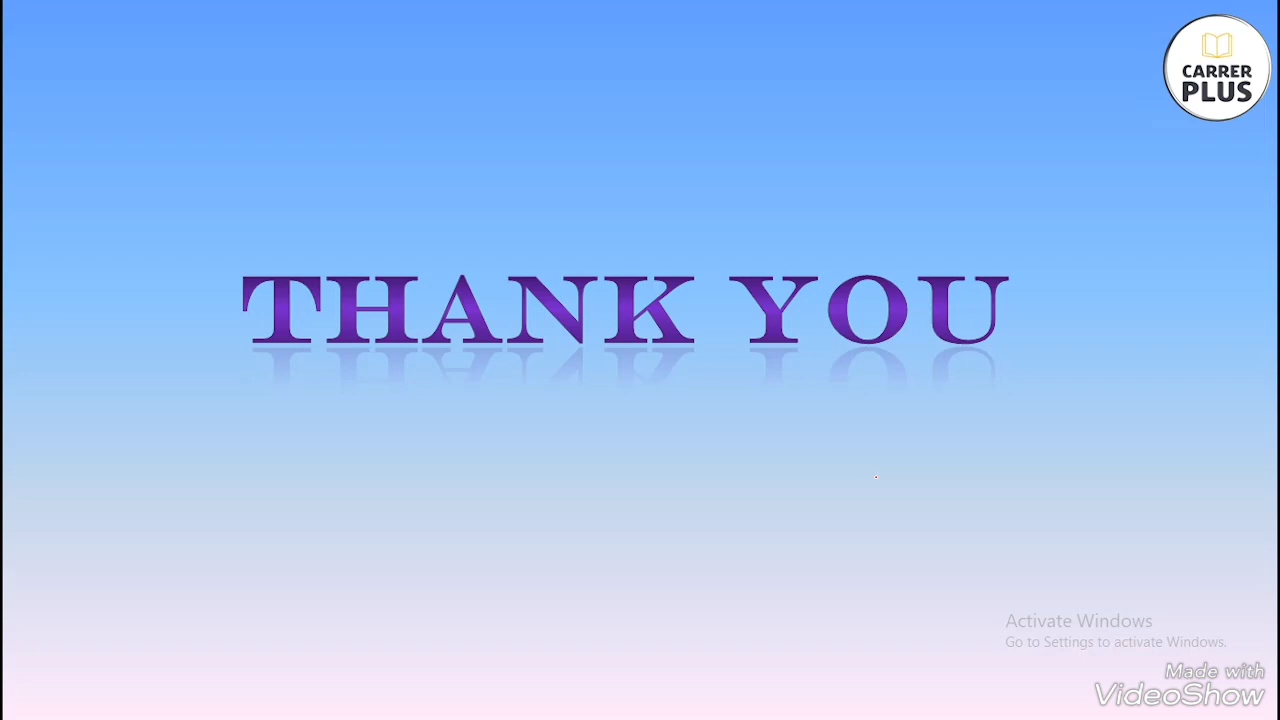 CARRER
PLUS
THANK YOU
Activate Windows
Go to Settings to activate Windows.
Made with
VideoShow